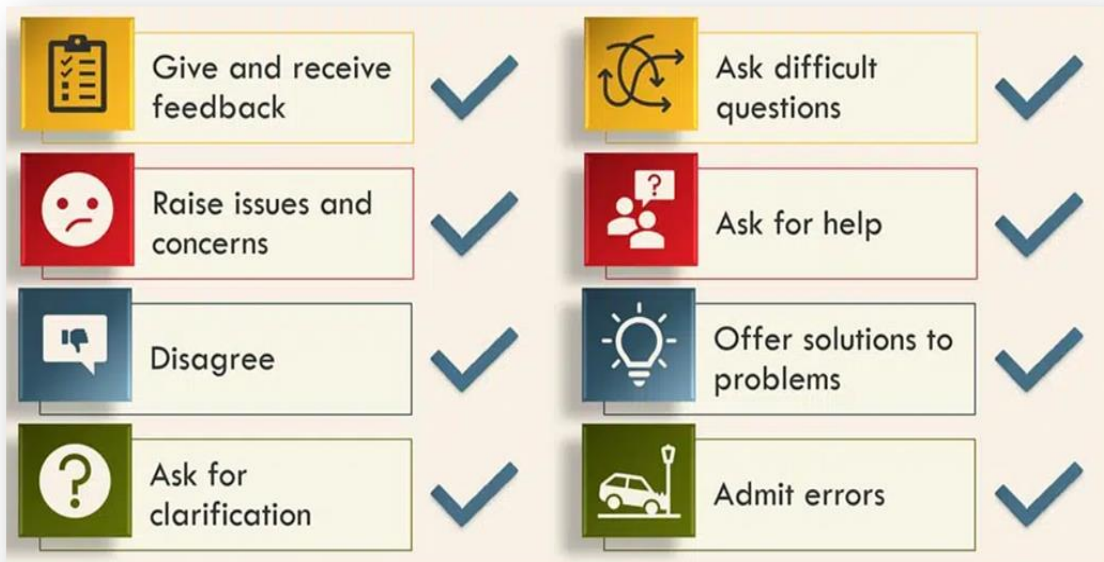 Give and receive
feedback
Raise issues and
concerns
Disagree
Ask for
clarification
Ask difficult
questions
Ask for help
Offer solutions to
problems
Admit errors